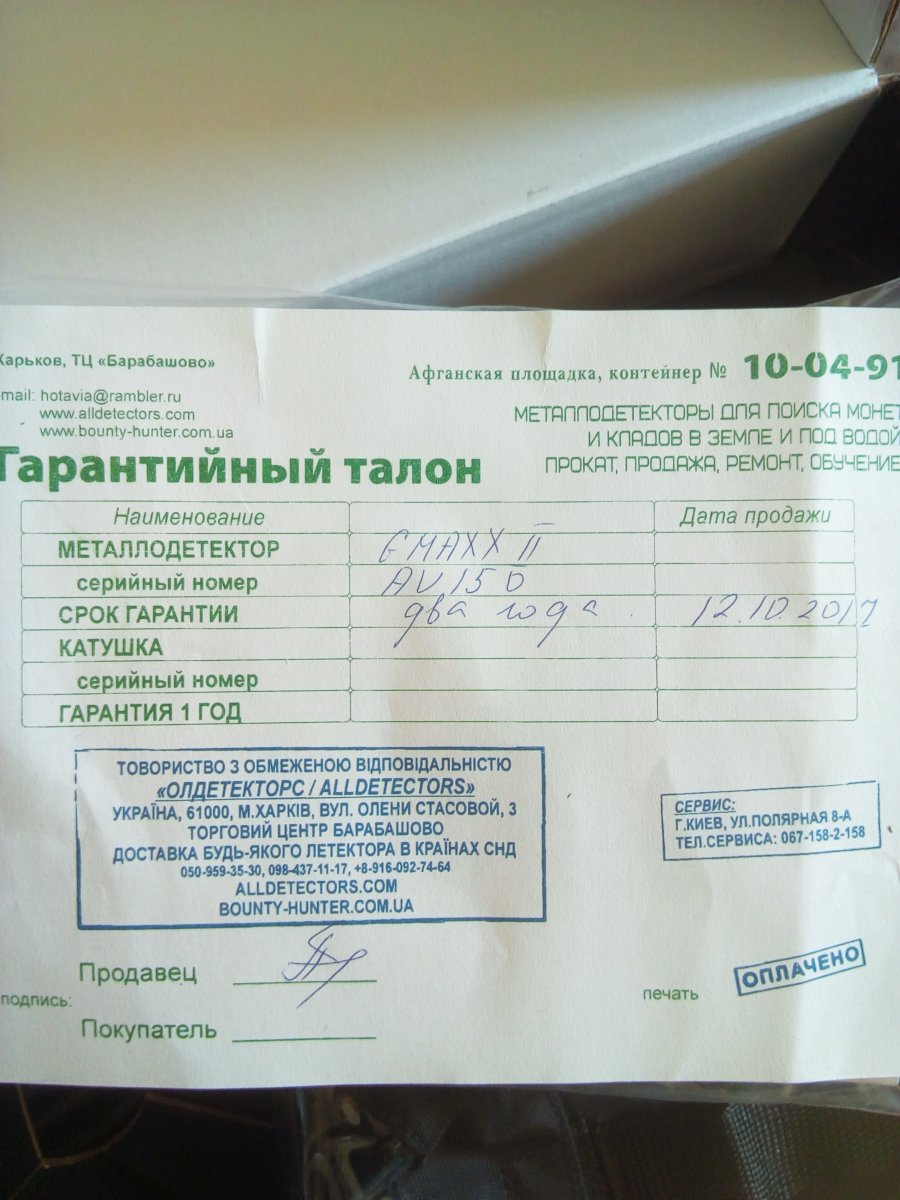 Харьков, ТЦ «Барабашово»
Афганская площадка, контейнер № 10-04-91
mail: hotavia@rambler.ru
www.alldetectors.com
www.bounty-hunter.com.ua
МЕТАЛЛОДЕТЕКТОРЫ ДЛЯ ПОИСКА МОНЕТ
И КЛАДОВ В ЗЕМЛЕ И ПОД ВОДОЙ
ПРОКАТ, ПРОДАЖА, РЕМОНТ, ОБУЧЕНИЕ
Гарантийный талон
Наименование Дата продажи
МЕТАЛЛОДЕТЕКТОР GMAXX II
серийный номер AV150
СРОК ГАРАНТИИ два года. 12.10.2017
КАТУШКА
серийный номер
ГАРАНТИЯ 1 ГОД
ТОВОРИСТВО З ОБМЕЖЕНОЮ ВІДПОВІДАЛЬНІСТЮ
«ОЛДЕТЕКТОРС / ALLDETECTORS»
УКРАЇНА, 61000, М.ХАРКІВ, ВУЛ. ОЛЕНИ СТАСОВОЙ, 3
ТОРГОВИЙ ЦЕНТР БАРАБАШОВО
ДОСТАВКА БУДЬ-ЯКОГО ЛЕТЕКТОРА В КРАЇНАХ СНД
050-959-35-30, 098-437-11-17, +8-916-092-74-64
ALLDETECTORS.COM
BOUNTY-HUNTER.COM.UA
СЕРВИС:
Г.КИЕВ, УЛ.ПОЛЯРНАЯ 8-А
ТЕЛ.СЕРВИСА: 067-158-2-158
Продавец
подпись:
Покупатель
печать
ОПЛАЧЕНО